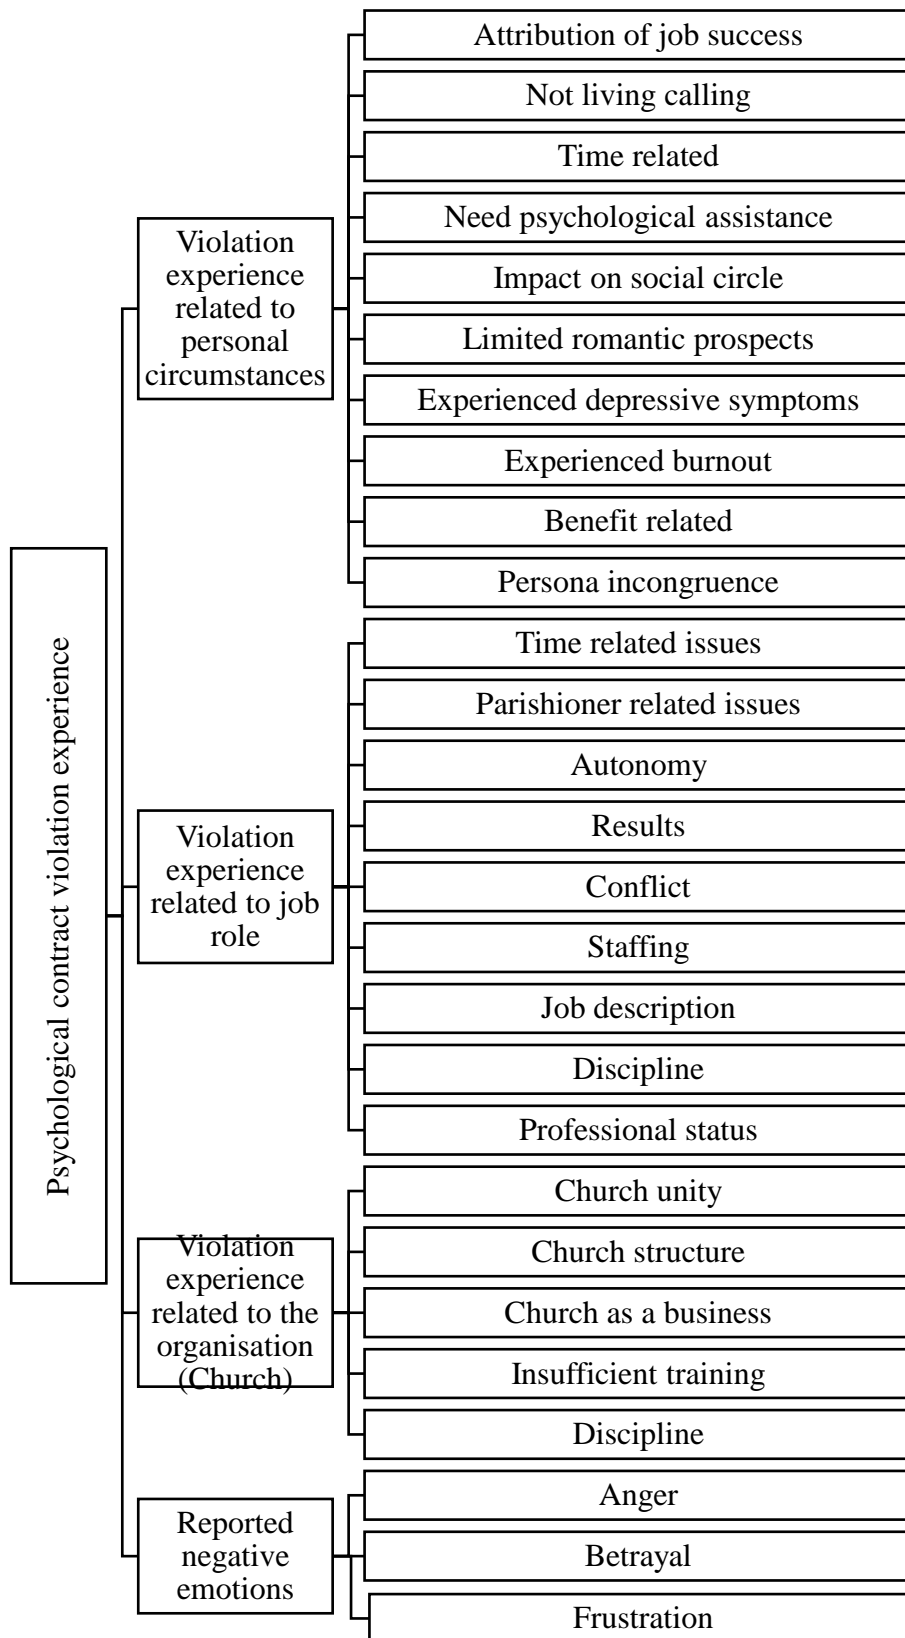 Psychological contract violation experience
Violation
experience
related to
personal
circumstances
Attribution of job success
Not living calling
Time related
Need psychological assistance
Impact on social circle
Limited romantic prospects
Experienced depressive symptoms
Experienced burnout
Benefit related
Persona incongruence
Violation
experience
related to job
role
Time related issues
Parishioner related issues
Autonomy
Results
Conflict
Staffing
Job description
Discipline
Professional status
Violation
experience
related to the
organisation
(Church)
Church unity
Church structure
Church as a business
Insufficient training
Discipline
Reported
negative
emotions
Anger
Betrayal
Frustration